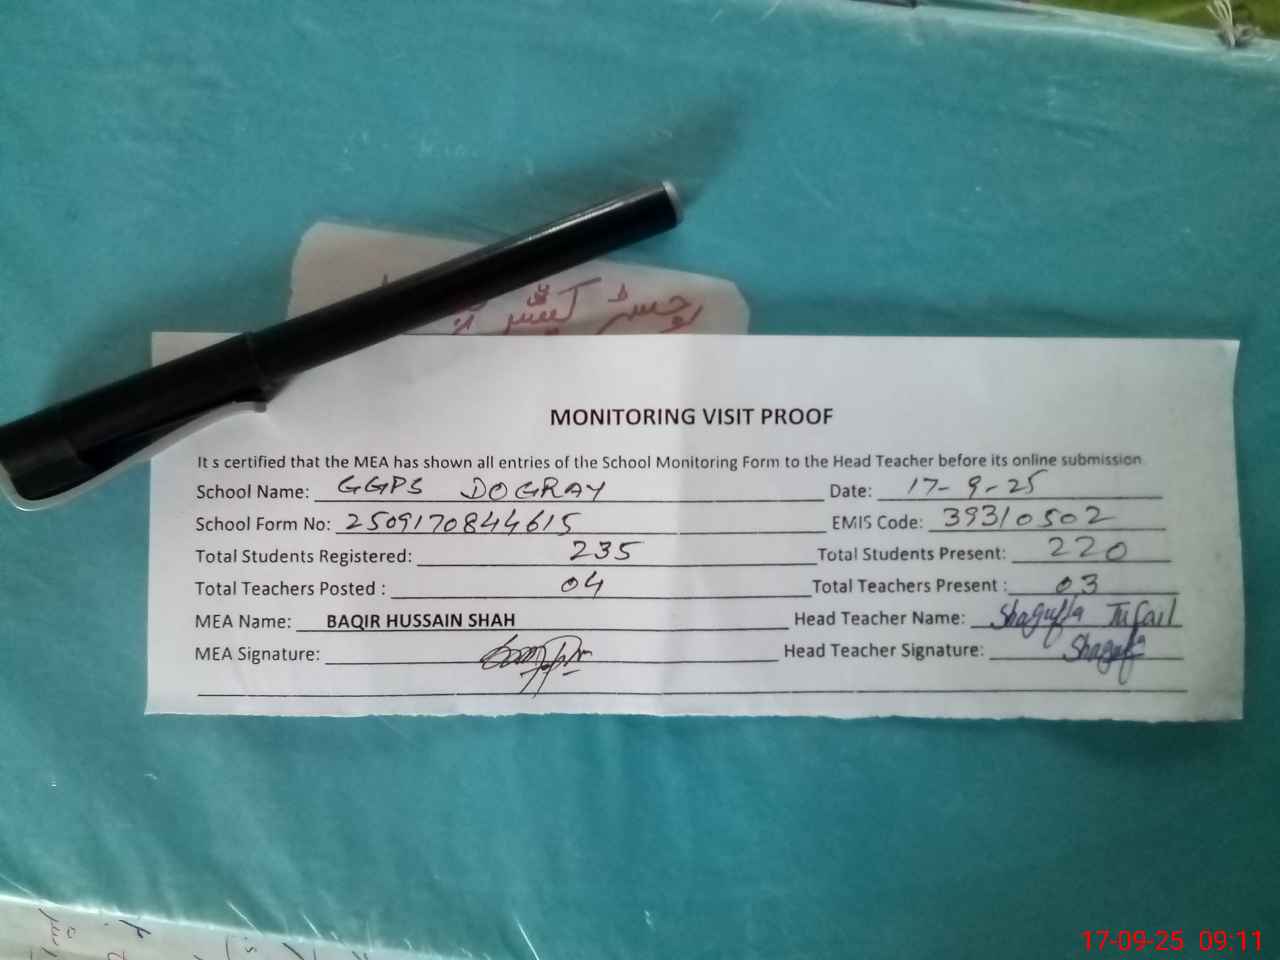 رجسٹر
MONITORING VISIT PROOF
It s certified that the MEA has shown all entries of the School Monitoring Form to the Head Teacher before its online submission.
School Name: GGPS DOGRAY Date: 17-9-25
School Form No: 250917084 4615 EMIS Code: 39310502
Total Students Registered: 235 Total Students Present: 220
Total Teachers Posted : 04 Total Teachers Present : 03
MEA Name: BAQIR HUSSAIN SHAH Head Teacher Name: Shagufta Tufail
MEA Signature: Head Teacher Signature: Shagufta
17-09-25 09:11